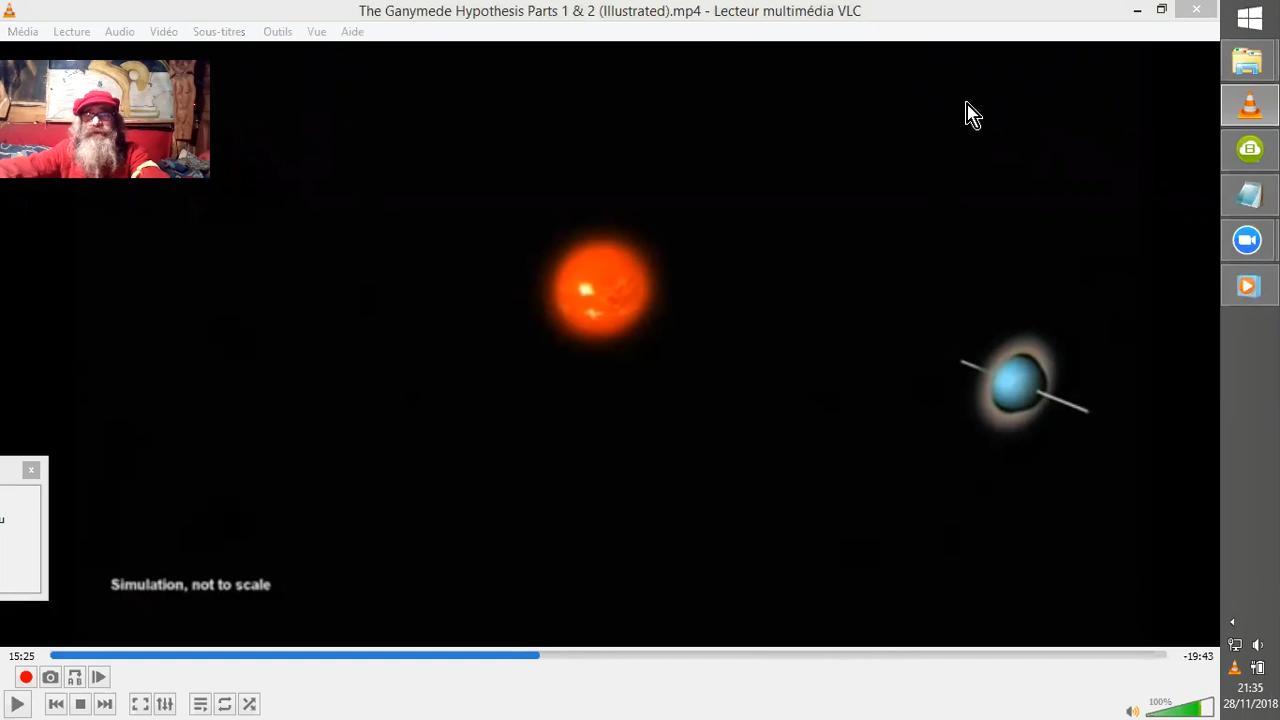 The Ganymede Hypothesis Parts 1 & 2 (Illustrated).mp4 - Lecteur multimédia VLC
Média Lecture Audio Vidéo Sous-titres Outils Vue Aide
x
u
Simulation, not to scale
15:25
-19:43
A B
100%
21:35
28/11/2018